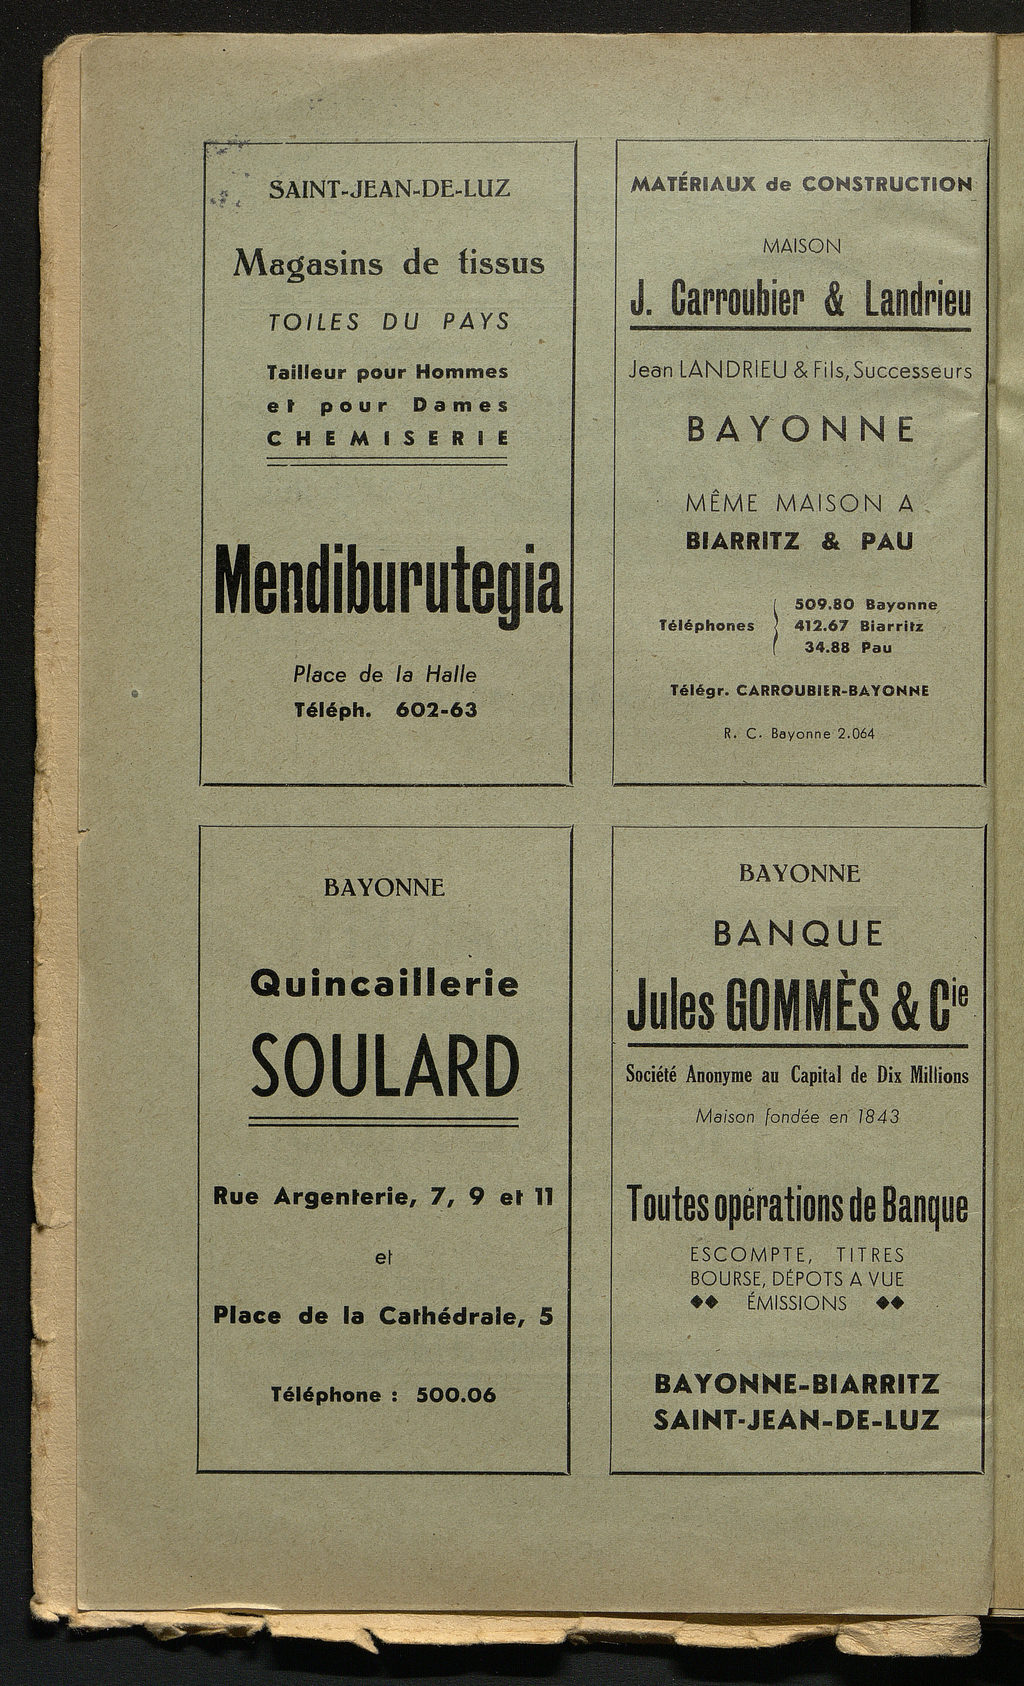 SAINT-JEAN-DE-LUZ
Magasins de tissus
TOILES DU PAYS
Tailleur pour Hommes
et pour Dames
CHEMISERIE
Mendiburutegia
Place de la Halle
Téléph. 602-63
MATÉRIAUX de CONSTRUCTION
MAISON
J. Carroubier & Landrieu
Jean LANDRIEU & Fils, Successeurs
BAYONNE
MÊME MAISON A
BIARRITZ & PAU
509.80 Bayonne
Téléphones 412.67 Biarritz
34.88 Pau
Télégr. CARROUBIER-BAYONNE
R. C. Bayonne 2.064
BAYONNE
Quincaillerie
SOULARD
Rue Argenterie, 7, 9 et 11
et
Place de la Cathédrale, 5
Téléphone : 500.06
BAYONNE
BANQUE
Jules GOMMÈS & Cie
Société Anonyme au Capital de Dix Millions
Maison fondée en 1843
Toutes opérations de Banque
ESCOMPTE, TITRES
BOURSE, DÉPOTS A VUE
◆◆ ÉMISSIONS ◆◆
BAYONNE-BIARRITZ
SAINT-JEAN-DE-LUZ